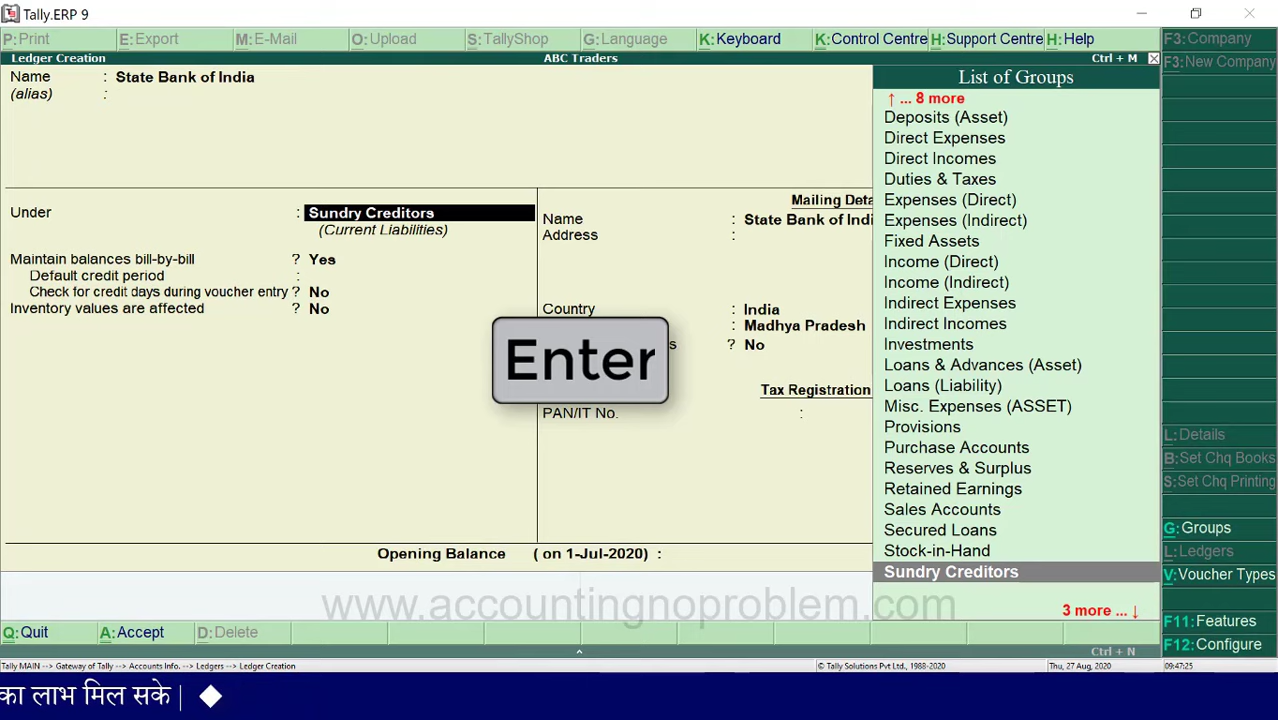 Tally.ERP 9
P: Print E: Export M: E-Mail O: Upload S: TallyShop G: Language K: Keyboard K: Control Centre H: Support Centre H: Help
F3: Company
F3: New Company
Ledger Creation ABC Traders Ctrl + M
Name : State Bank of India
(alias) :
Under : Sundry Creditors
(Current Liabilities)
Maintain balances bill-by-bill ? Yes
Default credit period :
Check for credit days during voucher entry ? No
Inventory values are affected ? No
Mailing Deta
Name : State Bank of Indi
Address :
Country : India
: Madhya Pradesh
s ? No
Tax Registration
PAN/IT No. :
Enter
Opening Balance ( on 1-Jul-2020) :
List of Groups
↑ ... 8 more
Deposits (Asset)
Direct Expenses
Direct Incomes
Duties & Taxes
Expenses (Direct)
Expenses (Indirect)
Fixed Assets
Income (Direct)
Income (Indirect)
Indirect Expenses
Indirect Incomes
Investments
Loans & Advances (Asset)
Loans (Liability)
Misc. Expenses (ASSET)
Provisions
Purchase Accounts
Reserves & Surplus
Retained Earnings
Sales Accounts
Secured Loans
Stock-in-Hand
Sundry Creditors
3 more ... ↓
L: Details
B: Set Chq Books
S: Set Chq Printing
G: Groups
L: Ledgers
V: Voucher Types
F11: Features
F12: Configure
www.accountingnoproblem.com
Q: Quit A: Accept D: Delete
Ctrl + N
Tally MAIN --> Gateway of Tally --> Accounts Info. --> Ledgers --> Ledger Creation © Tally Solutions Pvt Ltd., 1988-2020 Thu, 27 Aug, 2020 09:47:25
का लाभ मिल सके | ◆